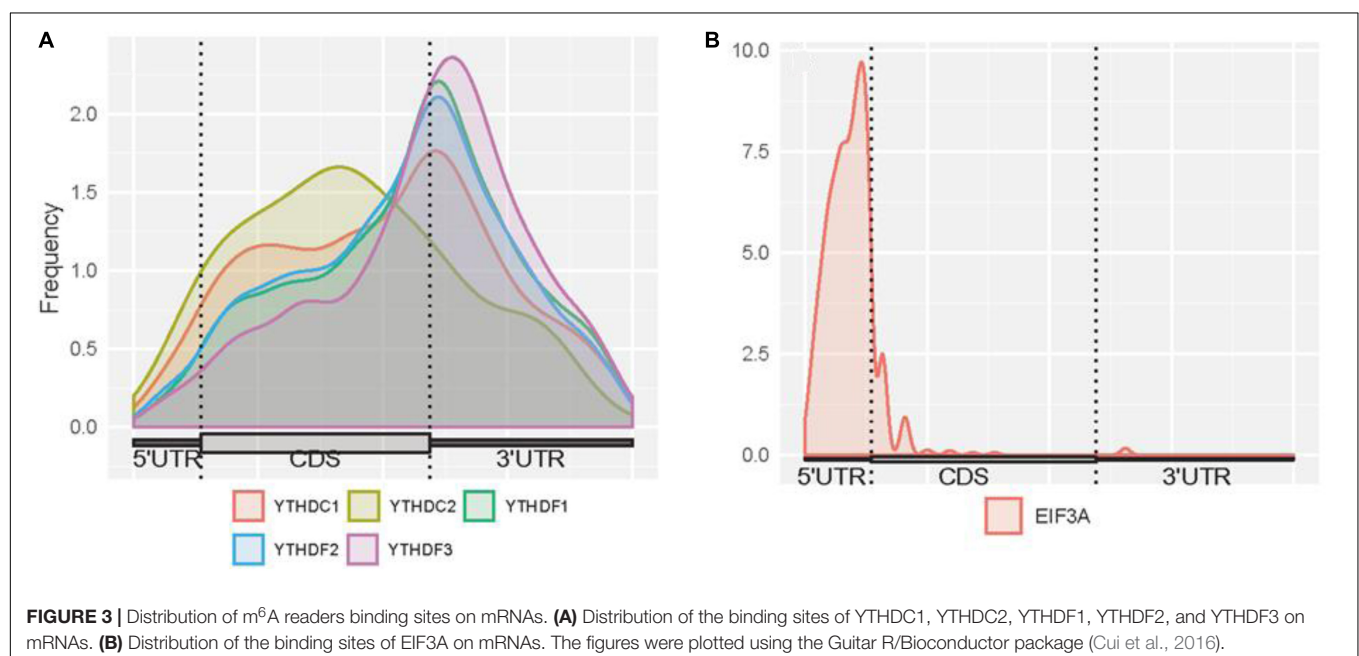 A
Frequency
2.0
1.5
1.0
0.5
0.0
5'UTR CDS 3'UTR
YTHDC1 YTHDC2 YTHDF1
YTHDF2 YTHDF3
B
10.0
7.5
5.0
2.5
0.0
5'UTR CDS 3'UTR
EIF3A
FIGURE 3 | Distribution of m⁶A readers binding sites on mRNAs. (A) Distribution of the binding sites of YTHDC1, YTHDC2, YTHDF1, YTHDF2, and YTHDF3 on
mRNAs. (B) Distribution of the binding sites of EIF3A on mRNAs. The figures were plotted using the Guitar R/Bioconductor package (Cui et al., 2016).